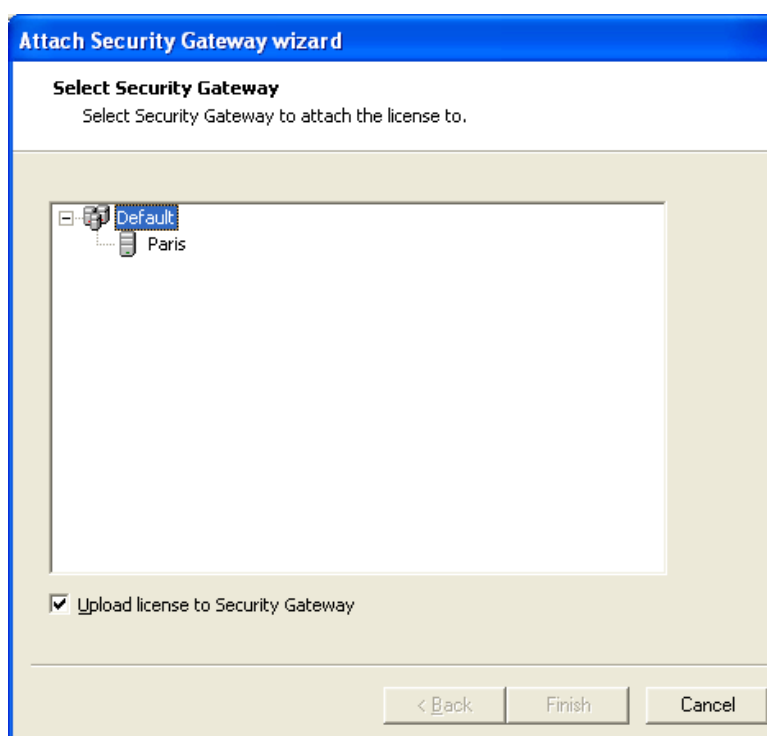 Attach Security Gateway wizard
Select Security Gateway
Select Security Gateway to attach the license to.
Default
Paris
Upload license to Security Gateway
< Back Finish Cancel